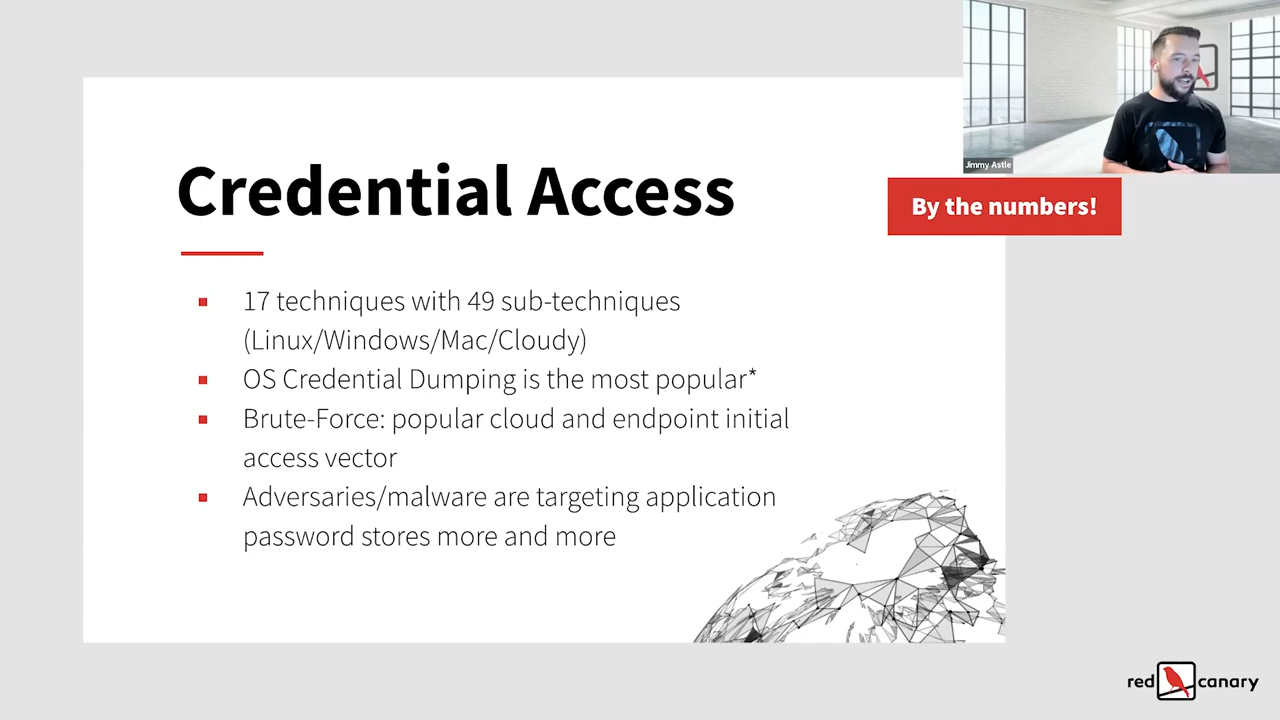 Jimmy Astle
By the numbers!
Credential Access
17 techniques with 49 sub-techniques
(Linux/Windows/Mac/Cloudy)
OS Credential Dumping is the most popular*
Brute-Force: popular cloud and endpoint initial
access vector
Adversaries/malware are targeting application
password stores more and more
red canary